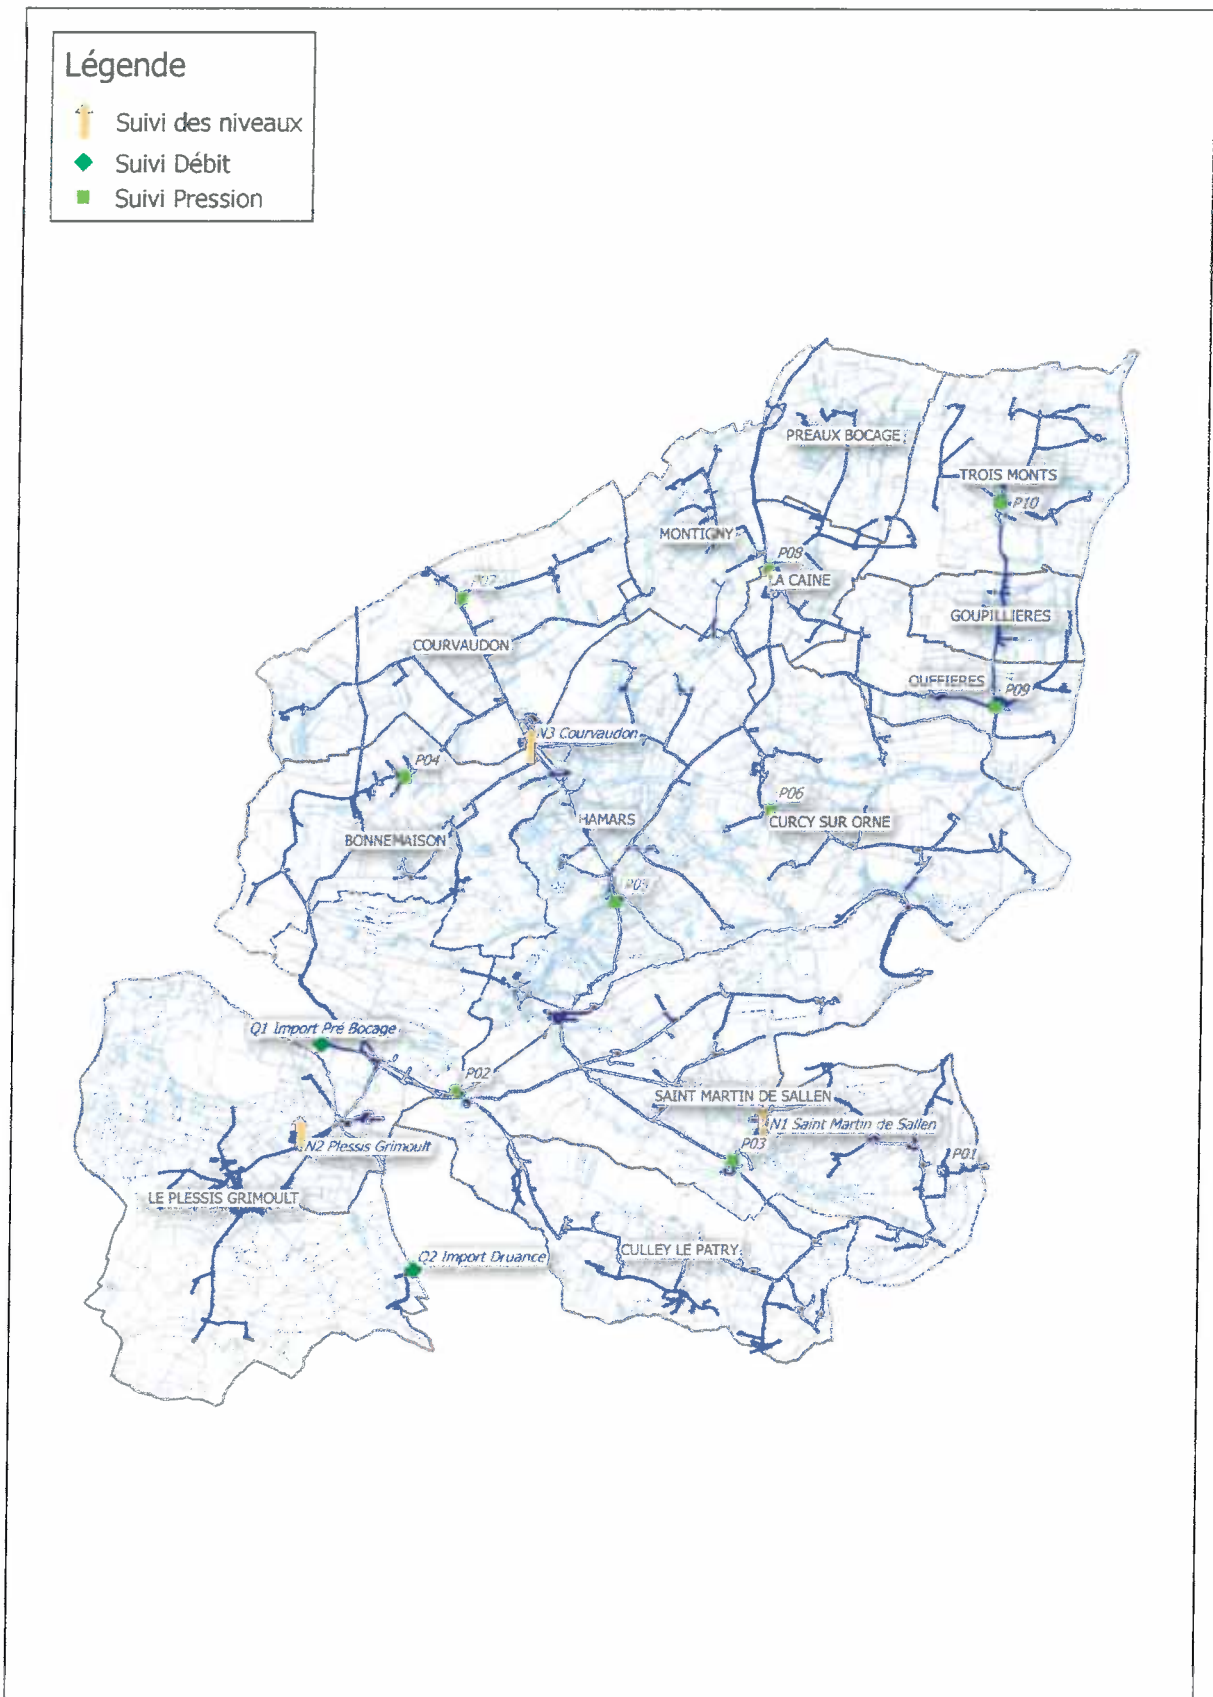 Légende
Suivi des niveaux
Suivi Débit
Suivi Pression
PREAUX BOCAGE
TROIS MONTS
P10
MONTIGNY
P08
LA CAINE
P07
GOUPILLIERES
COURVAUDON
OUFFIERES
P09
N3 Courvaudon
P04
P06
HAMARS
CURCY SUR ORNE
BONNEMAISON
P05
Q1 Import Pré Bocage
P02
SAINT MARTIN DE SALLEN
N1 Saint Martin de Sallen
N2 Plessis Grimoult
P03
P01
LE PLESSIS GRIMOULT
CULLEY LE PATRY
Q2 Import Druance